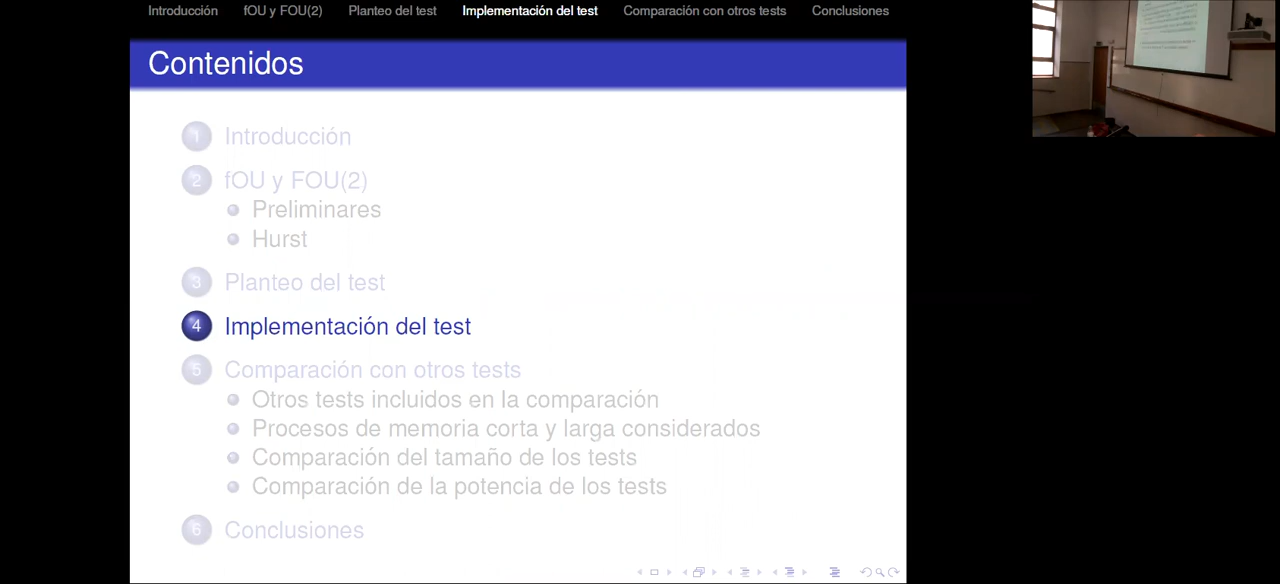 Introducción fOU y FOU(2) Planteo del test Implementación del test Comparación con otros tests Conclusiones
Contenidos
1 Introducción
2 fOU y FOU(2)
Preliminares
Hurst
3 Planteo del test
4 Implementación del test
5 Comparación con otros tests
Otros tests incluidos en la comparación
Procesos de memoria corta y larga considerados
Comparación del tamaño de los tests
Comparación de la potencia de los tests
6 Conclusiones